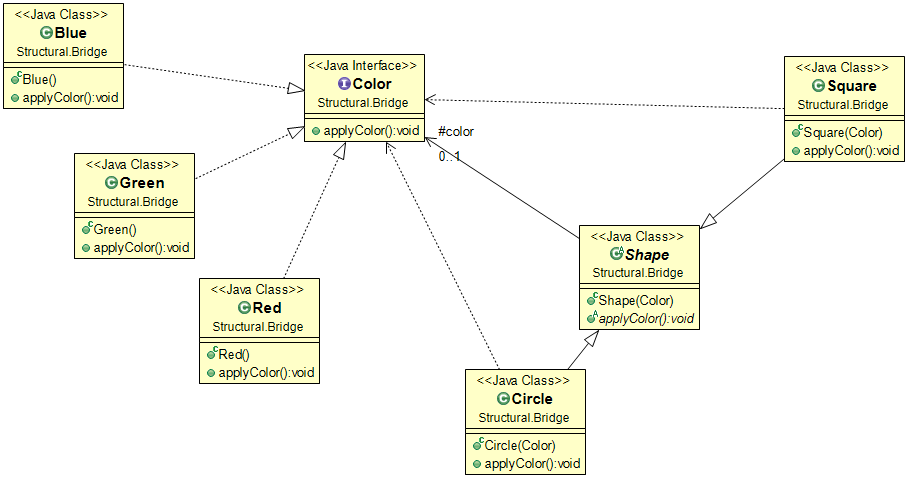 <<Java Class>>
Blue
Structural.Bridge
Blue()
applyColor():void
<<Java Interface>>
Color
Structural.Bridge
applyColor():void
<<Java Class>>
Square
Structural.Bridge
Square(Color)
applyColor():void
#color
0..1
<<Java Class>>
Green
Structural.Bridge
Green()
applyColor():void
<<Java Class>>
Shape
Structural.Bridge
Shape(Color)
applyColor():void
<<Java Class>>
Red
Structural.Bridge
Red()
applyColor():void
<<Java Class>>
Circle
Structural.Bridge
Circle(Color)
applyColor():void